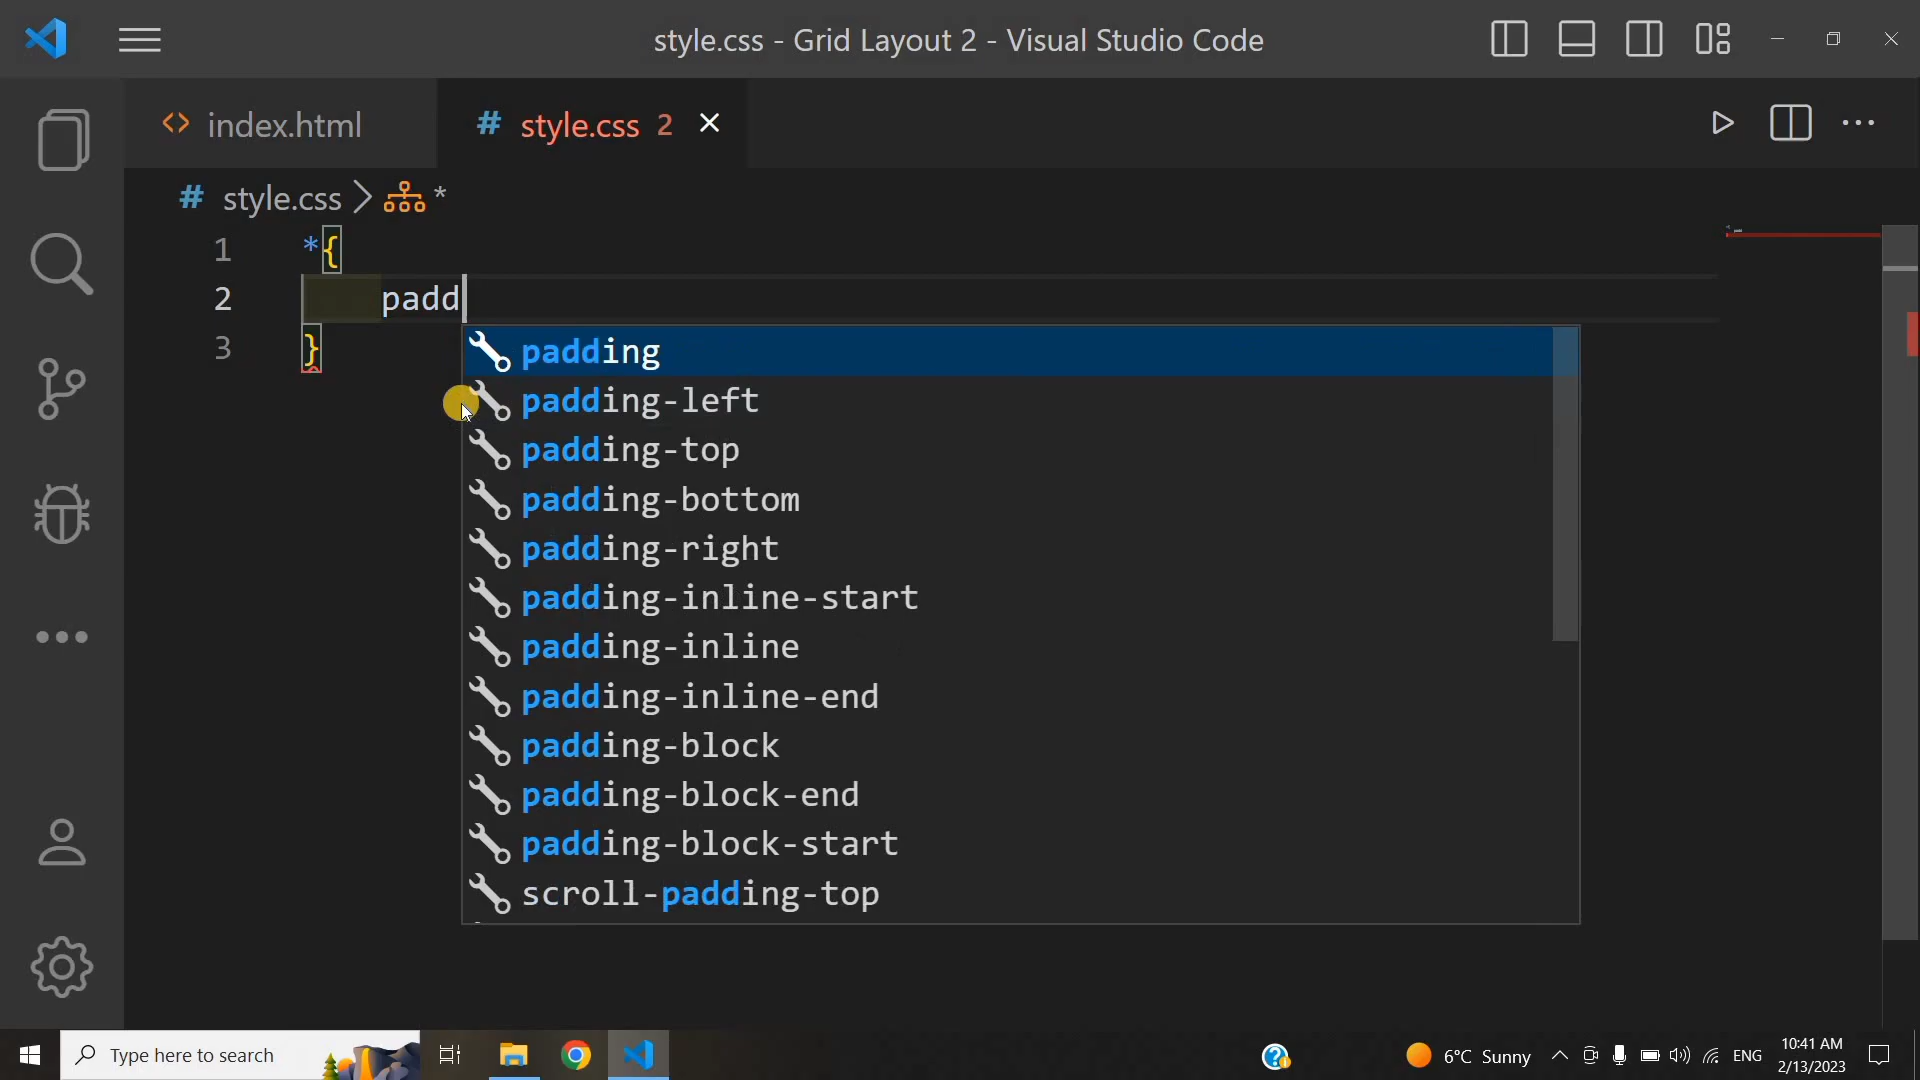 style.css - Grid Layout 2 - Visual Studio Code
<> index.html
# style.css 2
# style.css > *
1 *{
2 padd
3 }
padding
padding-left
padding-top
padding-bottom
padding-right
padding-inline-start
padding-inline
padding-inline-end
padding-block
padding-block-end
padding-block-start
scroll-padding-top
Type here to search
6°C Sunny
ENG
10:41 AM
2/13/2023